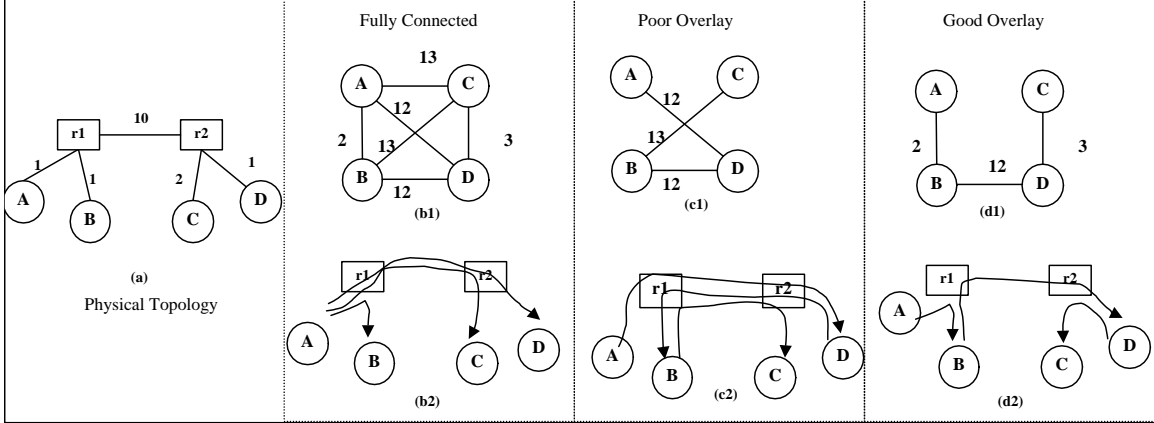 Fully Connected
Poor Overlay
Good Overlay
10
r1
r2
1
1
2
1
A
B
C
D
(a)
Physical Topology
13
A
C
12
2
13
3
B
D
12
(b1)
A
C
12
13
B
D
12
(c1)
A
C
2
3
12
B
D
(d1)
r1
r2
A
B
C
D
(b2)
r1
r2
A
B
C
D
(c2)
r1
r2
A
B
C
D
(d2)